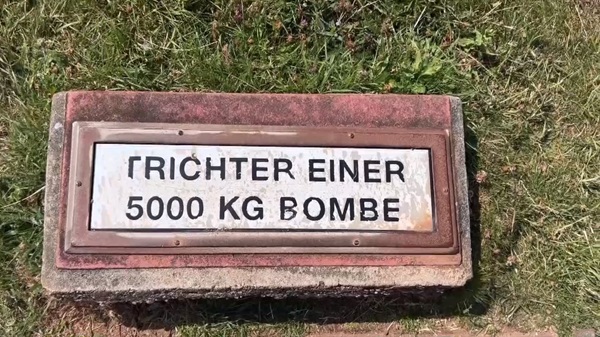 TRICHTER EINER
5000 KG BOMBE